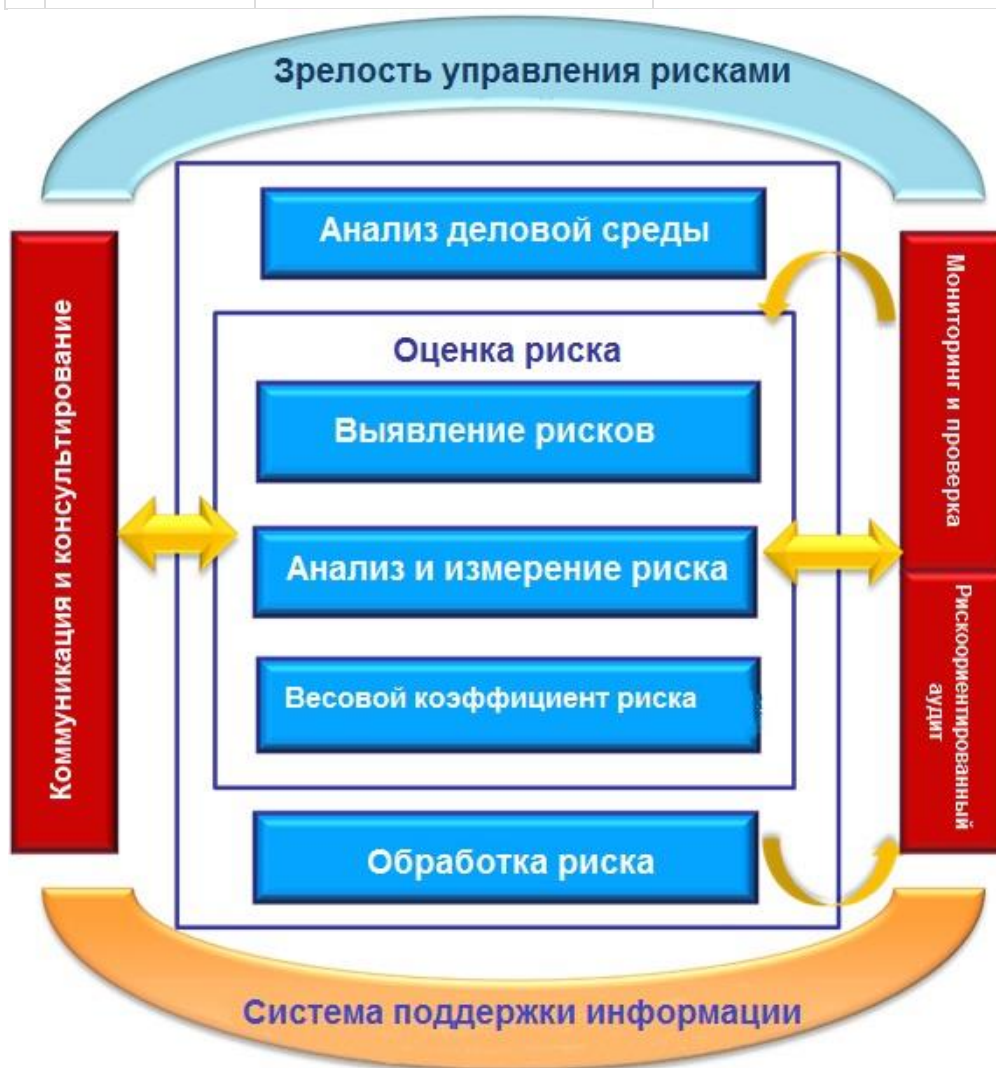 Зрелость управления рисками
Анализ деловой среды
Оценка риска
Выявление рисков
Анализ и измерение риска
Весовой коэффициент риска
Обработка риска
Коммуникация и консультирование
Мониторинг и проверка
Рискоориентированный
аудит
Система поддержки информации